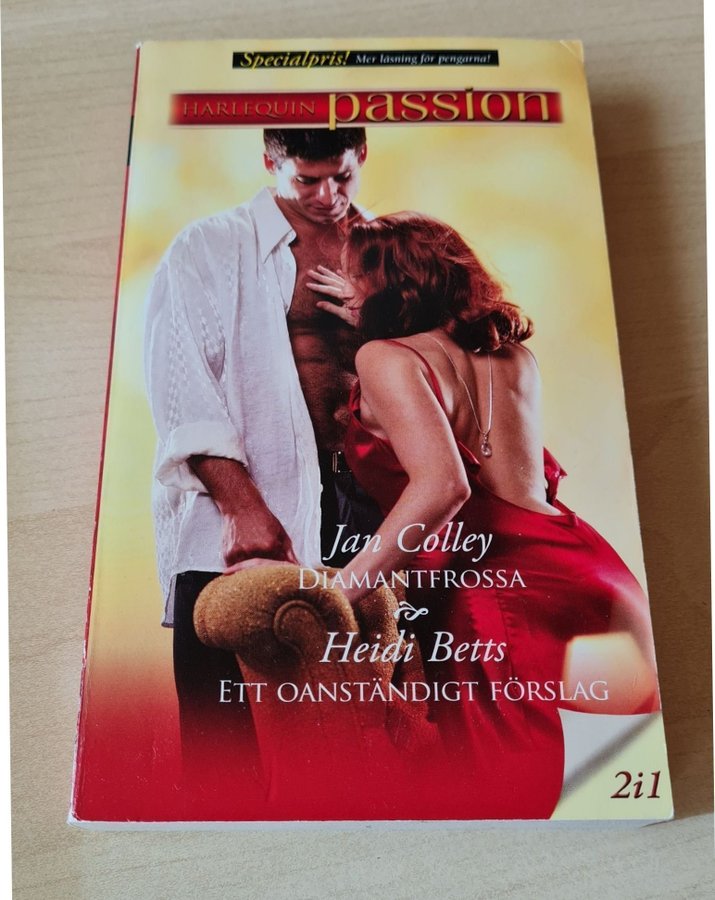 Specialpris! Mer läsning för pengarna!
HARLEQUIN passion
Jan Colley
DIAMANTFROSSA
Heidi Betts
ETT OANSTÄNDIGT FÖRSLAG
2i1